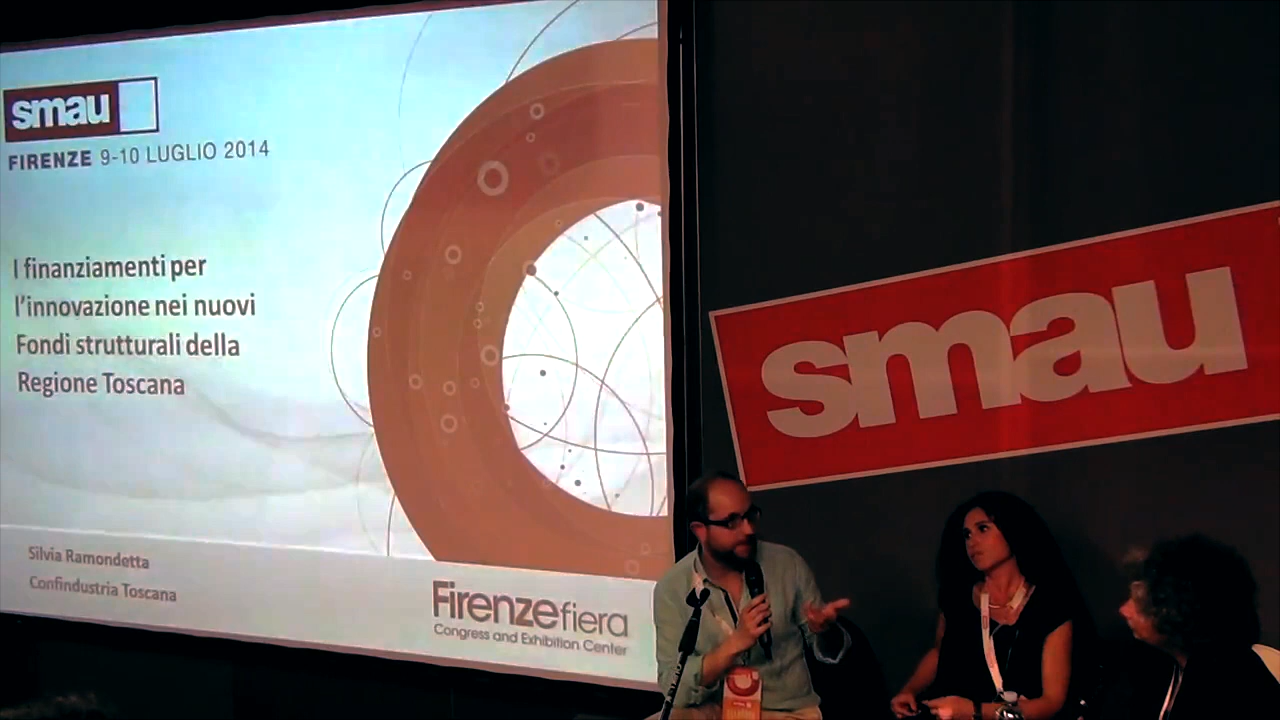 smau
FIRENZE 9-10 LUGLIO 2014
I finanziamenti per
l'innovazione nei nuovi
Fondi strutturali della
Regione Toscana
Silvia Ramondetta
Confindustria Toscana
Firenzefiera
Congress and Exhibition Center
smau